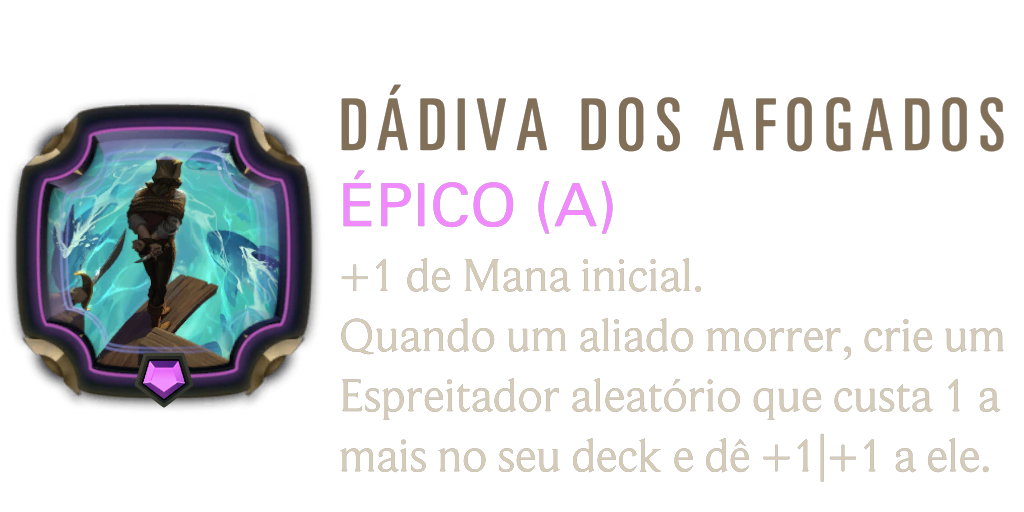 DÁDIVA DOS AFOGADOS
ÉPICO (A)
+1 de Mana inicial.
Quando um aliado morrer, crie um
Espreitador aleatório que custa 1 a
mais no seu deck e dê +1|+1 a ele.